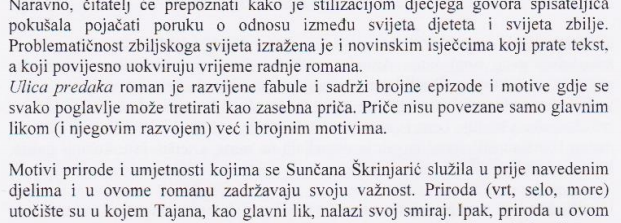 Naravno, čitatelj će prepoznati kako je stilizacijom dječjega govora spisateljica
pokušala pojačati poruku o odnosu između svijeta djeteta i svijeta zbilje.
Problematičnost zbiljskoga svijeta izražena je i novinskim isječcima koji prate tekst,
a koji povijesno uokviruju vrijeme radnje romana.
Ulica predaka roman je razvijene fabule i sadrži brojne epizode i motive gdje se
svako poglavlje može tretirati kao zasebna priča. Priče nisu povezane samo glavnim
likom (i njegovim razvojem) već i brojnim motivima.
Motivi prirode i umjetnosti kojima se Sunčana Škrinjarić služila u prije navedenim
djelima i u ovome romanu zadržavaju svoju važnost. Priroda (vrt, selo, more)
utočište su u kojem Tajana, kao glavni lik, nalazi svoj smiraj. Ipak, priroda u ovom